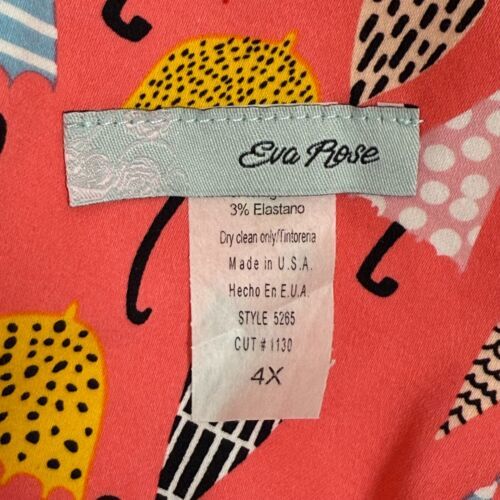 Eva Rose
3% Elastano
Dry clean only/Tintorena
Made in U.S.A.
Hecho En E.U.A.
STYLE 5265
CUT # 1130
4X